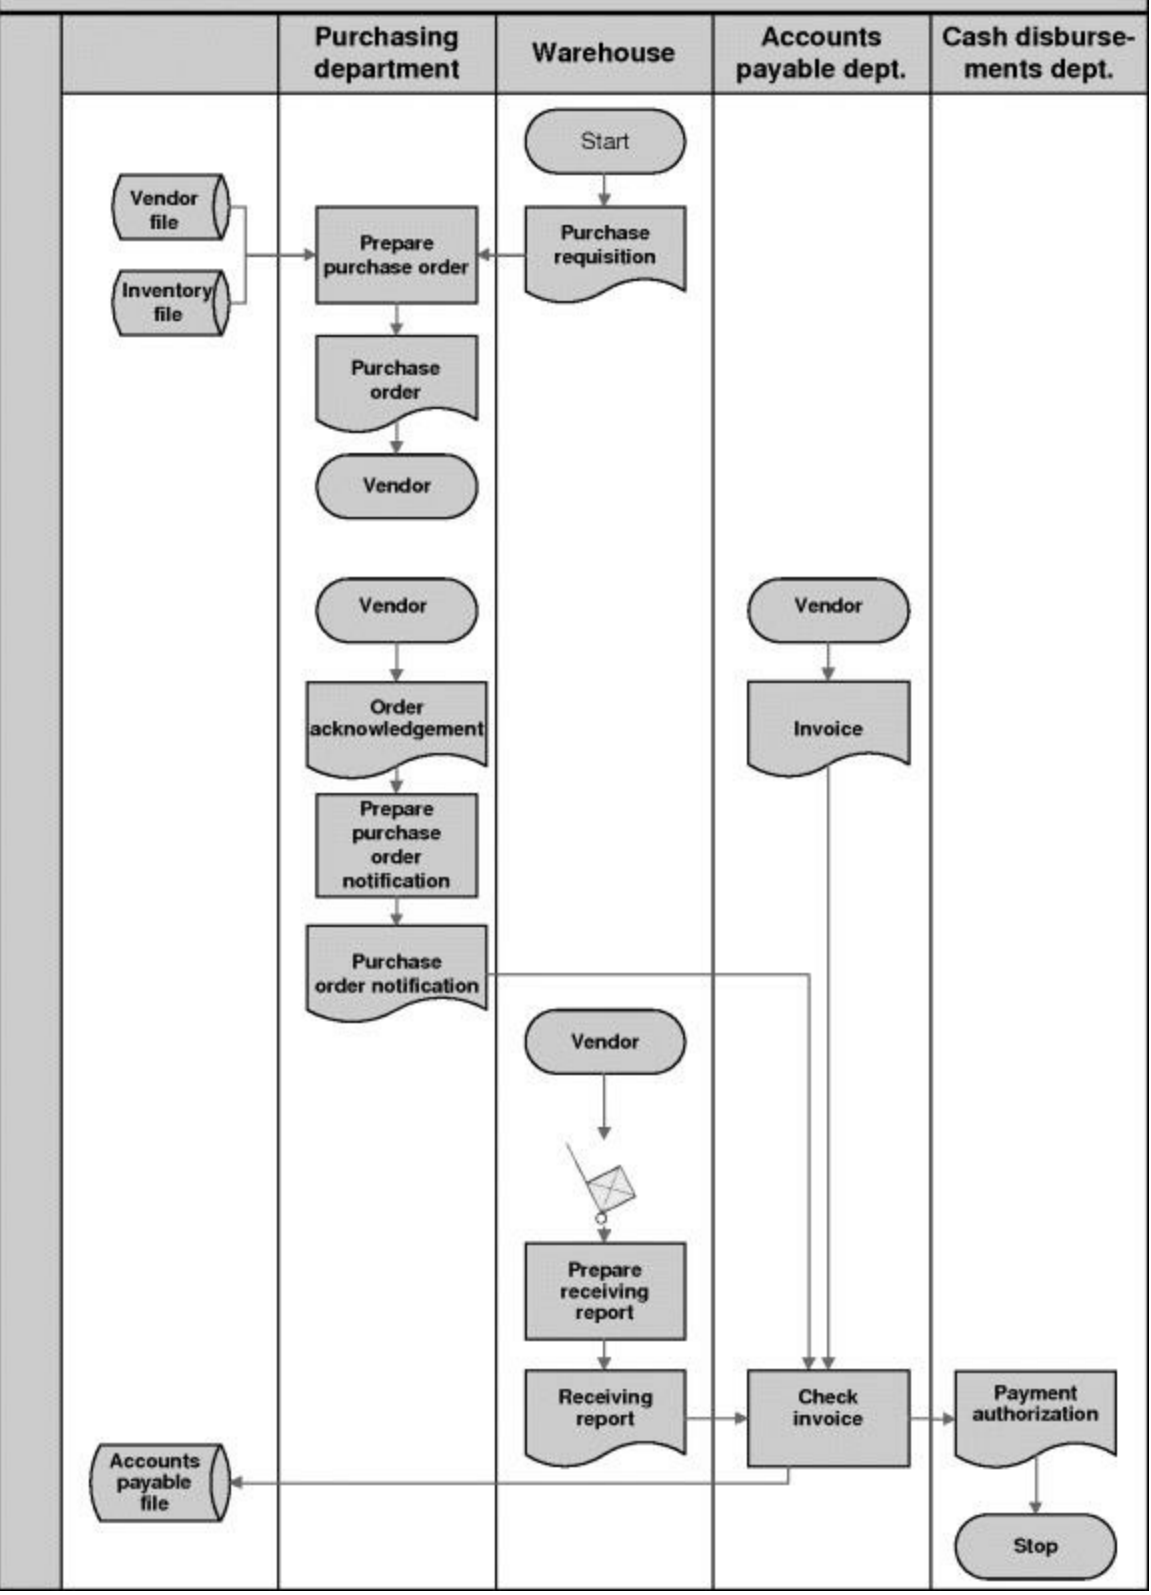 Purchasing
department
Warehouse
Accounts
payable dept.
Cash disburse-
ments dept.
Start
Vendor
file
Inventory
file
Prepare
purchase order
Purchase
requisition
Purchase
order
Vendor
Vendor
Vendor
Order
acknowledgement
Invoice
Prepare
purchase
order
notification
Purchase
order notification
Vendor
Prepare
receiving
report
Receiving
report
Check
invoice
Payment
authorization
Accounts
payable
file
Stop